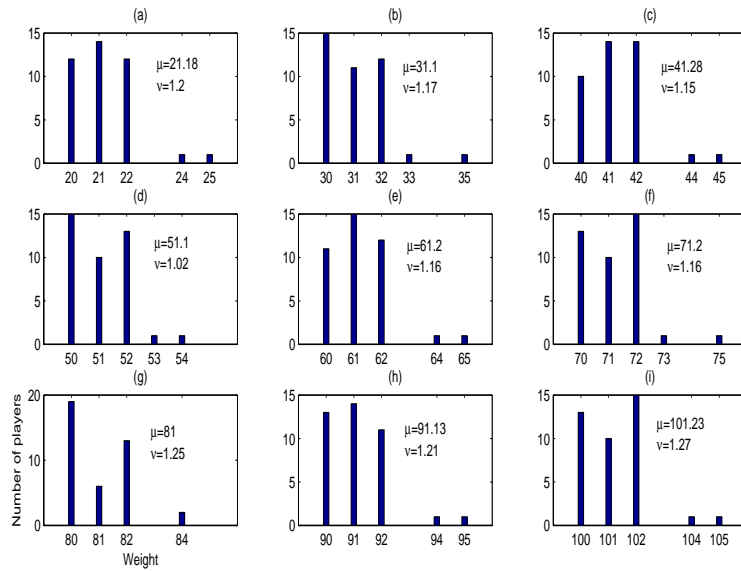 (a)
15
10
5
0
μ=21.18
ν=1.2
20 21 22 24 25
(b)
15
10
5
0
μ=31.1
ν=1.17
30 31 32 33 35
(c)
15
10
5
0
μ=41.28
ν=1.15
40 41 42 44 45
(d)
15
10
5
0
μ=51.1
ν=1.02
50 51 52 53 54
(e)
15
10
5
0
μ=61.2
ν=1.16
60 61 62 64 65
(f)
15
10
5
0
μ=71.2
ν=1.16
70 71 72 73 75
(g)
20
10
0
Number of players
μ=81
ν=1.25
80 81 82 84
Weight
(h)
15
10
5
0
μ=91.13
ν=1.21
90 91 92 94 95
(i)
15
10
5
0
μ=101.23
ν=1.27
100 101 102 104 105